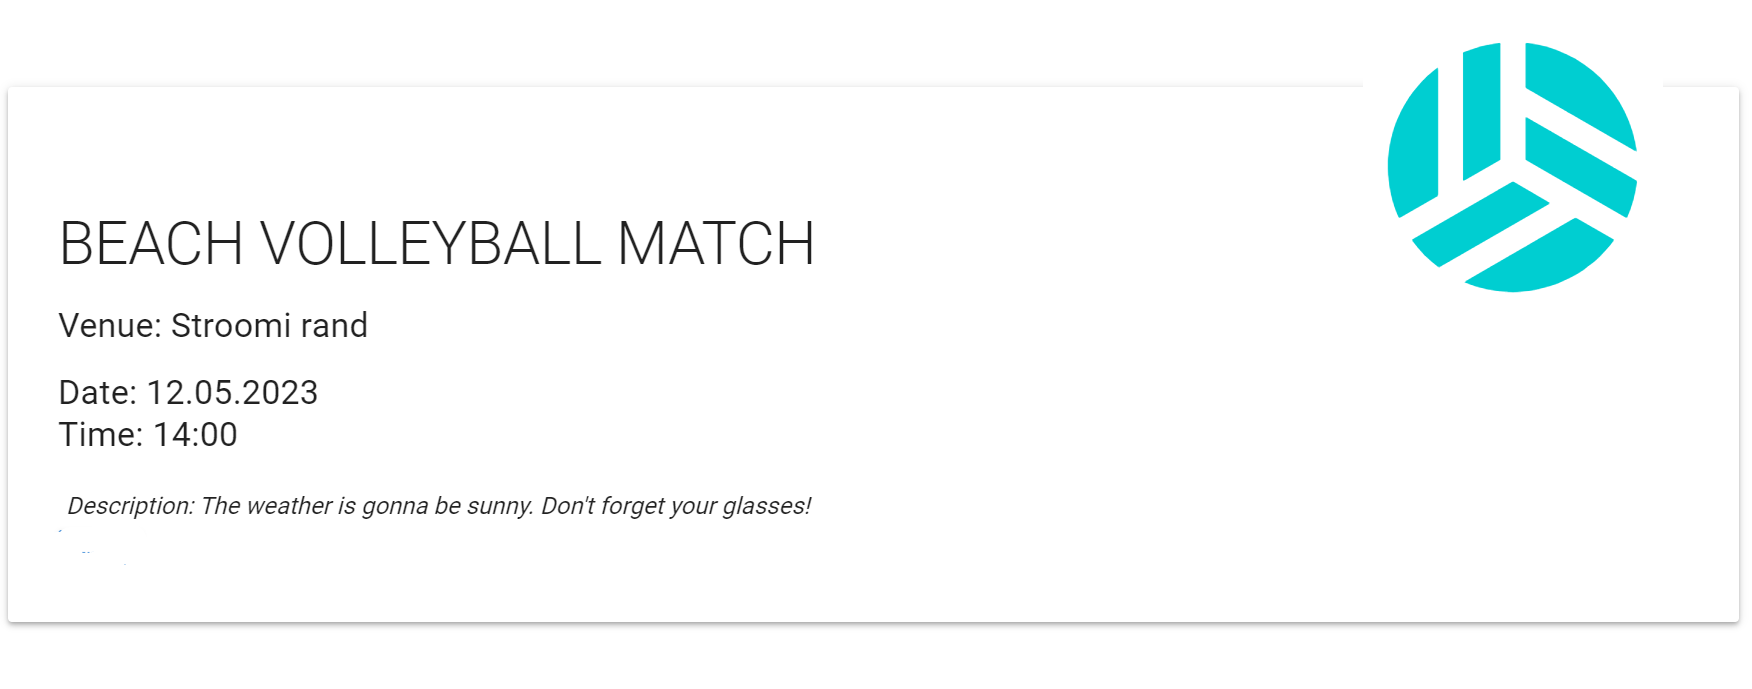 BEACH VOLLEYBALL MATCH
Venue: Stroomi rand
Date: 12.05.2023
Time: 14:00
Description: The weather is gonna be sunny. Don't forget your glasses!